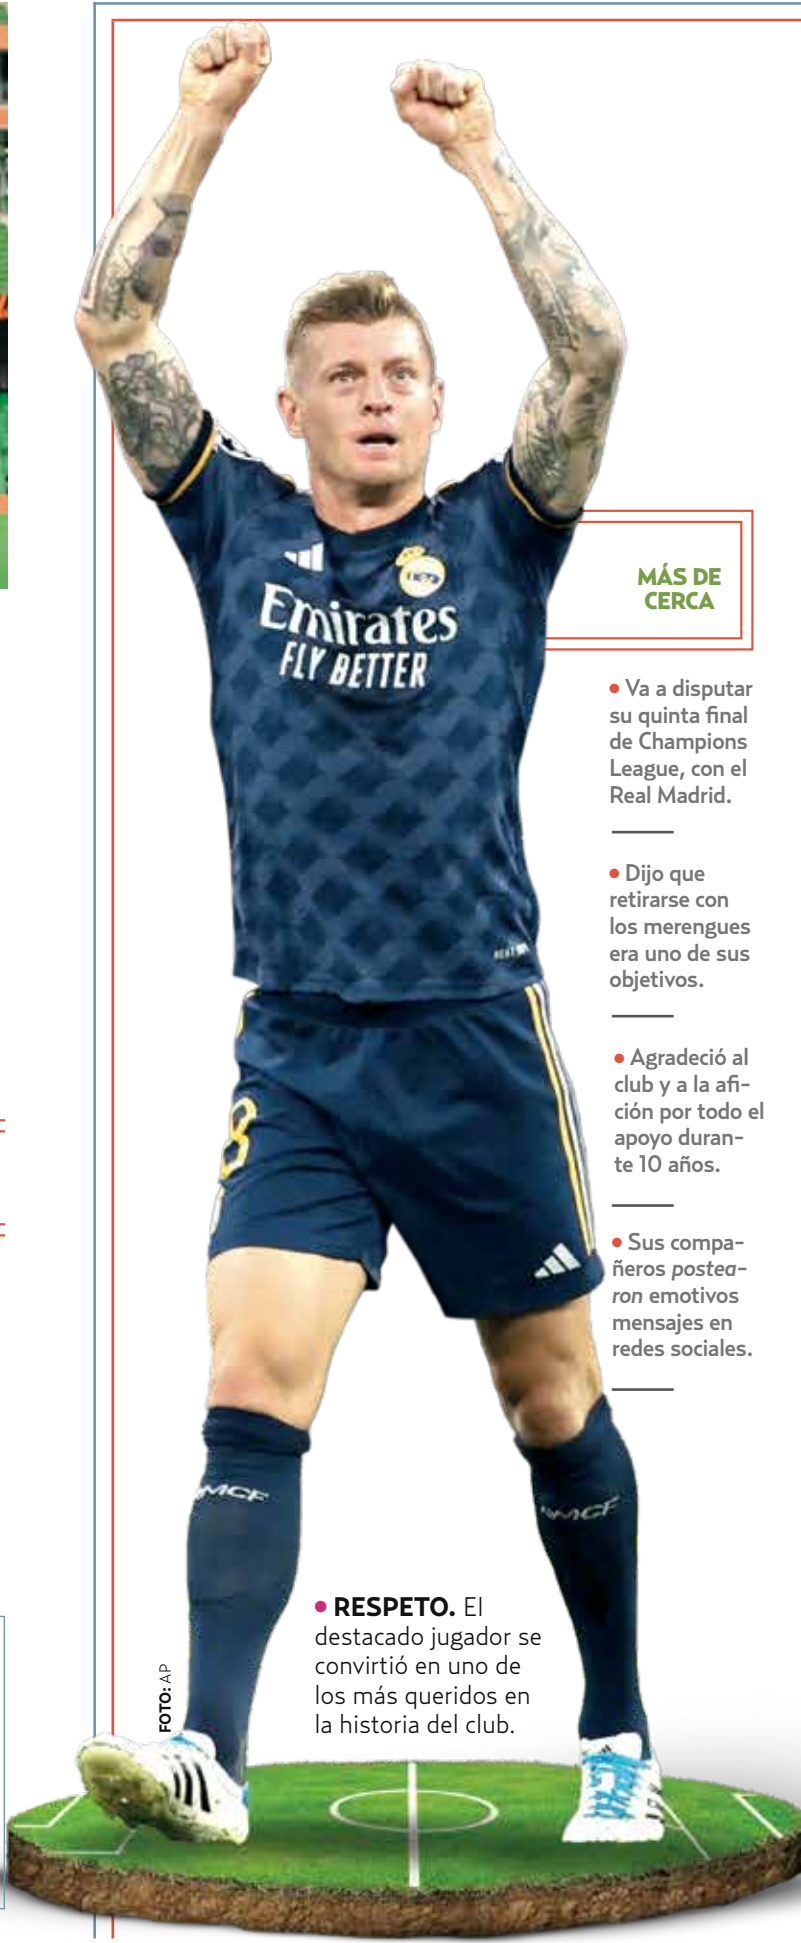 Emirates
FLY BETTER
8
MÁS DE
CERCA
• Va a disputar
su quinta final
de Champions
League, con el
Real Madrid.
• Dijo que
retirarse con
los merengues
era uno de sus
objetivos.
• Agradeció al
club y a la afi-
ción por todo el
apoyo duran-
te 10 años.
• Sus compa-
ñeros postea-
ron emotivos
mensajes en
redes sociales.
MCF
MCF
• RESPETO. El
destacado jugador se
convirtió en uno de
los más queridos en
la historia del club.
FOTO: AP